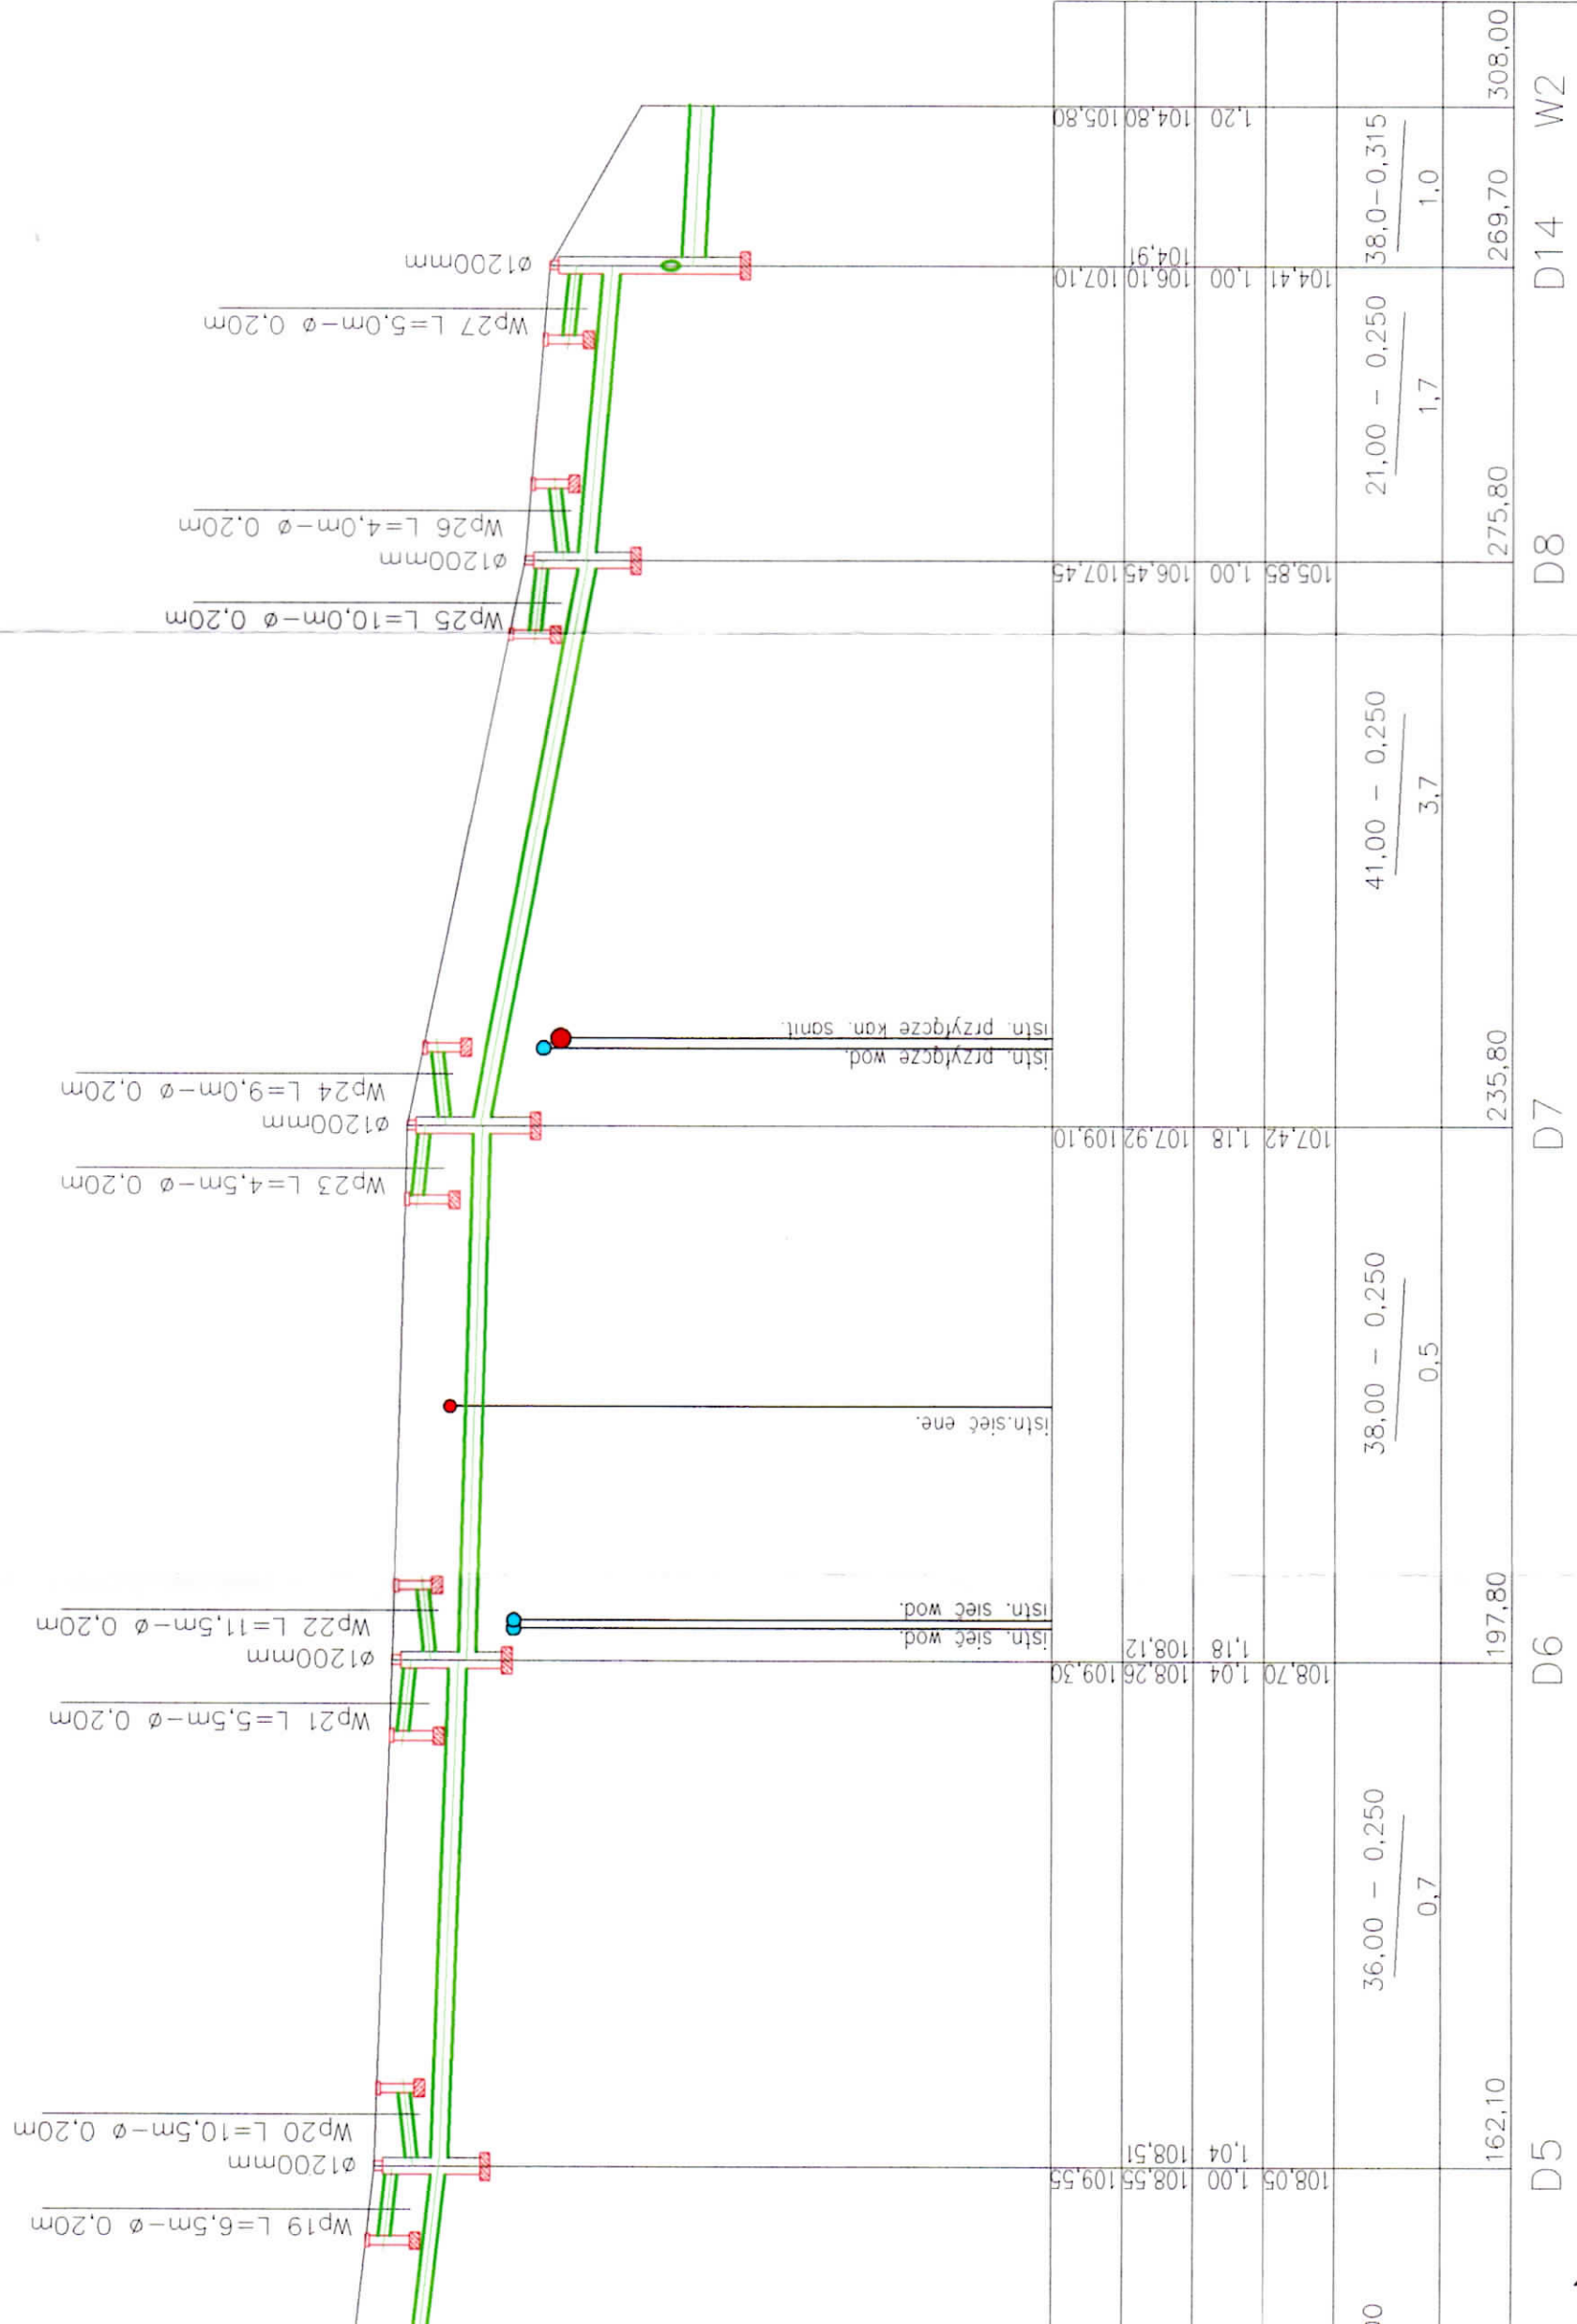 Wp19 L=6,5m-ø 0,20m
ø1200mm
Wp20 L=10,5m-ø 0,20m
Wp21 L=5,5m-ø 0,20m
ø1200mm
Wp22 L=11,5m-ø 0,20m
Wp23 L=4,5m-ø 0,20m
ø1200mm
Wp24 L=9,0m-ø 0,20m
Wp25 L=10,0m-ø 0,20m
ø1200mm
Wp26 L=4,0m-ø 0,20m
Wp27 L=5,0m-ø 0,20m
ø1200mm
istn. sieć wod.
istn. sieć wod.
istn.sieć ene.
istn. przyłącze wod.
istn. przyłącze kan. sanit.
109,55
109,30
109,10
107,45
107,10
105,80
108,55
108,51
108,26
108,12
107,92
106,45
106,10
104,91
104,80
1,00
1,04
1,04
1,18
1,18
1,00
1,00
1,20
108,05
108,70
107,42
105,85
104,41
36,00 - 0,250
0,7
38,00 - 0,250
0,5
41,00 - 0,250
3,7
21,00 - 0,250
1,7
38,0-0,315
1,0
162,10
197,80
235,80
275,80
269,70
308,00
D5
D6
D7
D8
D14
W2